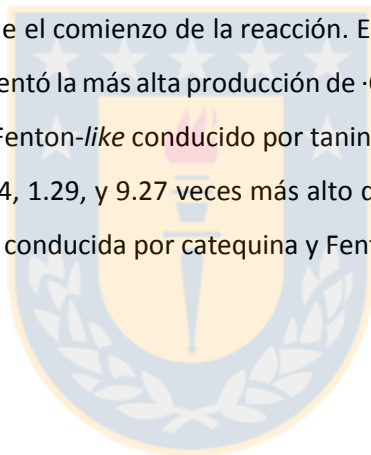 e el comienzo de la reacción. E
entó la más alta producción de ·
Fenton-like conducido por tanin
4, 1.29, y 9.27 veces más alto
conducida por catequina y Fent